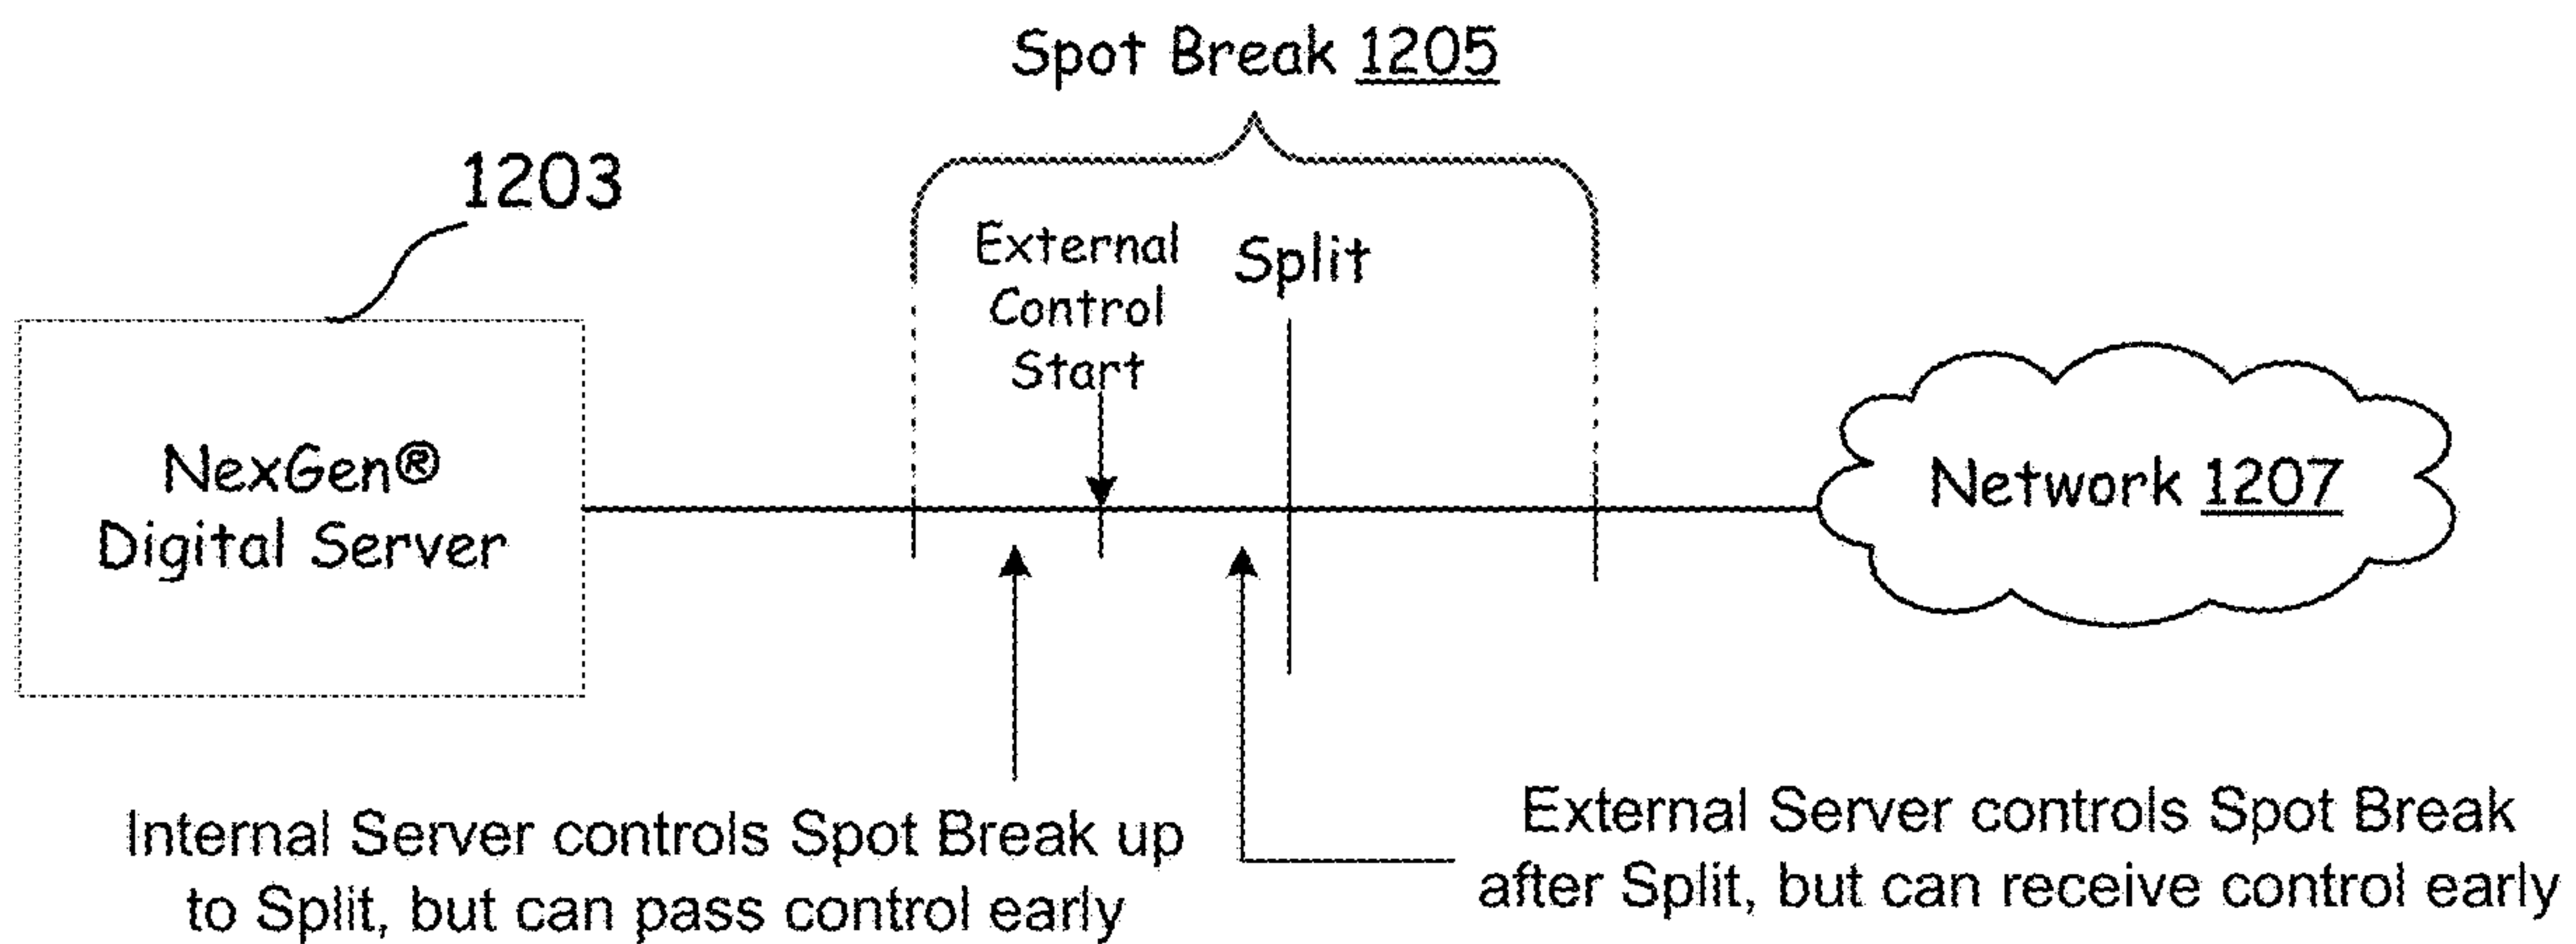 Spot Break 1205
1203
External
Control
Start
Split
NexGen®
Digital Server
Network 1207
Internal Server controls Spot Break up
to Split, but can pass control early
External Server controls Spot Break
after Split, but can receive control early